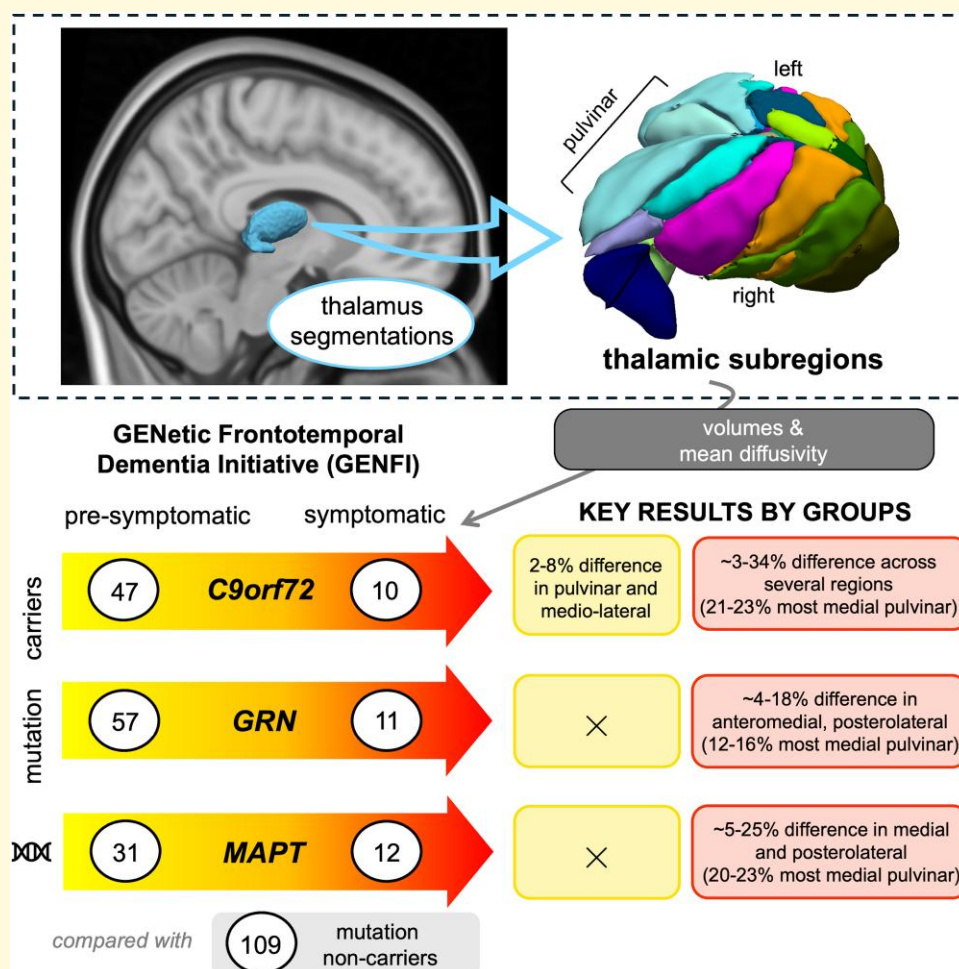 left
pulvinar
thalamus
segmentations
right
thalamic subregions
volumes &
mean diffusivity
GENetic Frontotemporal
Dementia Initiative (GENFI)
pre-symptomatic
symptomatic
KEY RESULTS BY GROUPS
mutation carriers
47
C9orf72
10
2-8% difference
in pulvinar and
medio-lateral
~3-34% difference across
several regions
(21-23% most medial pulvinar)
57
GRN
11
×
~4-18% difference in
anteromedial, posterolateral
(12-16% most medial pulvinar)
31
MAPT
12
×
~5-25% difference in medial
and posterolateral
(20-23% most medial pulvinar)
compared with
109
mutation
non-carriers